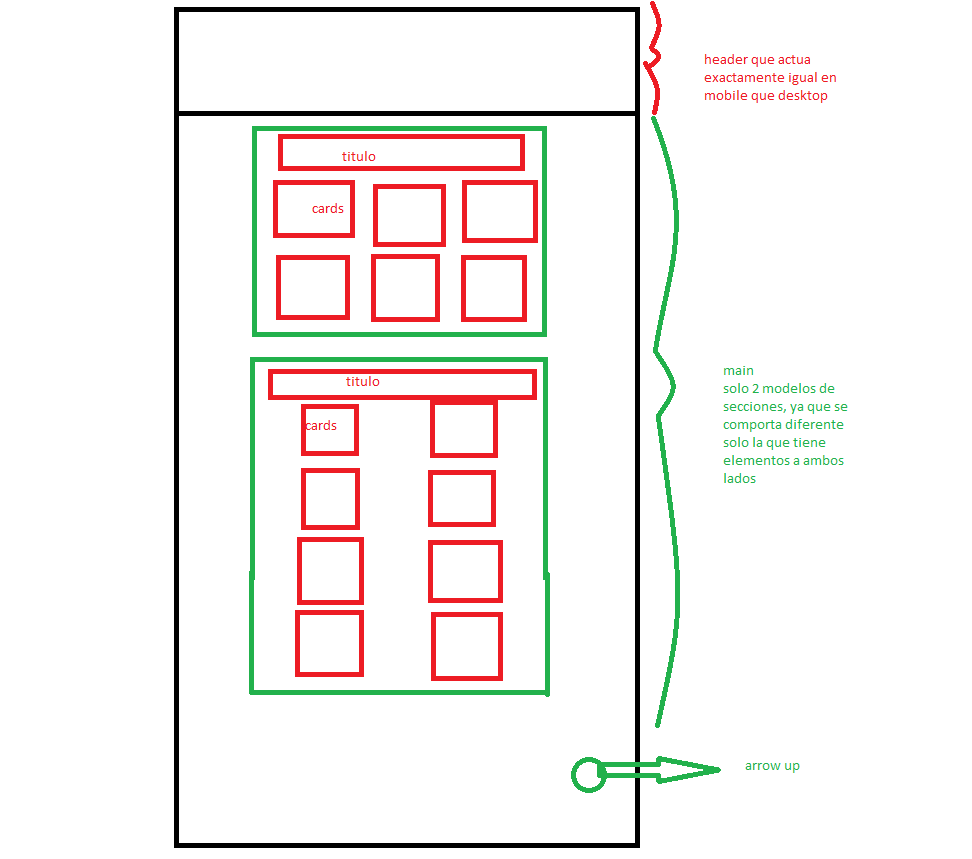 header que actua
exactamente igual en
mobile que desktop
titulo
cards
titulo
cards
main
solo 2 modelos de
secciones, ya que se
comporta diferente
solo la que tiene
elementos a ambos
lados
arrow up